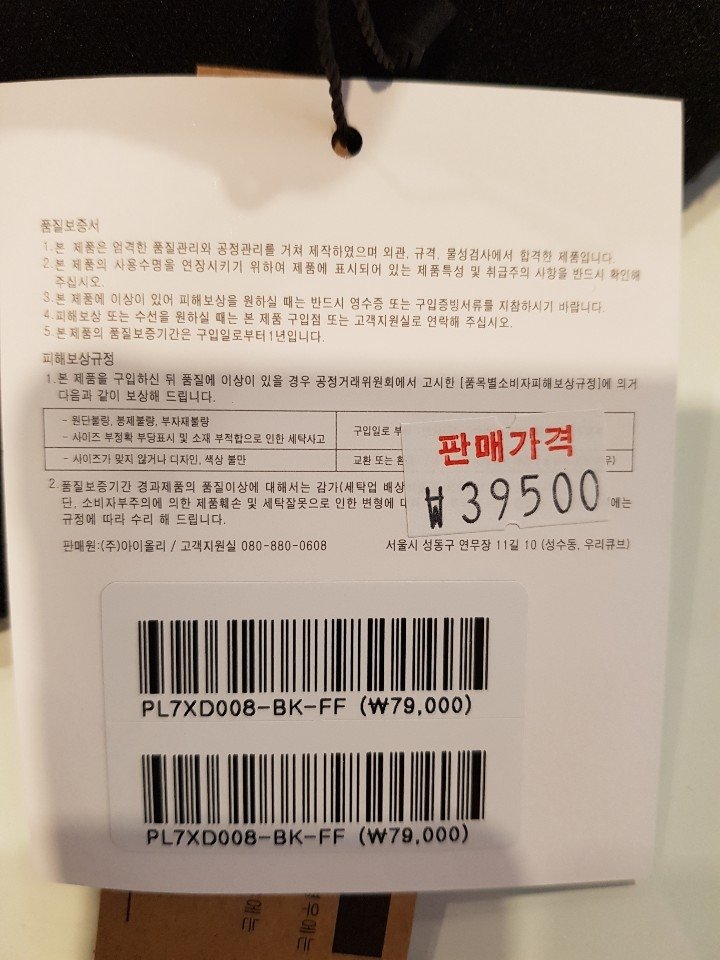 품질보증서
1.본 제품은 엄격한 품질관리와 공정관리를 거쳐 제작하였으며 외관, 규격, 물성검사에서 합격한 제품입니다.
2.본 제품의 사용수명을 연장시키기 위하여 제품에 표시되어 있는 제품특성 및 취급주의 사항을 반드시 확인해
주십시오.
3.본 제품에 이상이 있어 피해보상을 원하실 때는 반드시 영수증 또는 구입증빙서류를 지참하시기 바랍니다.
4.피해보상 또는 수선을 원하실 때는 본 제품 구입점 또는 고객지원실로 연락해 주십시오.
5.본 제품의 품질보증기간은 구입일로부터 1년입니다.
피해보상규정
1.본 제품을 구입하신 뒤 품질에 이상이 있을 경우 공정거래위원회에서 고시한 [품목별소비자피해보상규정]에 의거
다음과 같이 보상해 드립니다.
- 원단불량, 봉제불량, 부자재불량
- 사이즈 부정확 부당표시 및 소재 부적합으로 인한 세탁사고
구입일로 부
- 사이즈가 맞지 않거나 디자인, 색상 불만
교환 또는 환
판매가격
₩39500
2.품질보증기간 경과제품의 품질이상에 대해서는 감가(세탁업 배상
단, 소비자부주의에 의한 제품훼손 및 세탁잘못으로 인한 변형에 대 에는
규정에 따라 수리 해 드립니다.
판매원:(주)아이올리 / 고객지원실 080-880-0608 서울시 성동구 연무장 11길 10 (성수동, 우리큐브)
PL7XD008-BK-FF (₩79,000)
PL7XD008-BK-FF (₩79,000)
에는
경우에는